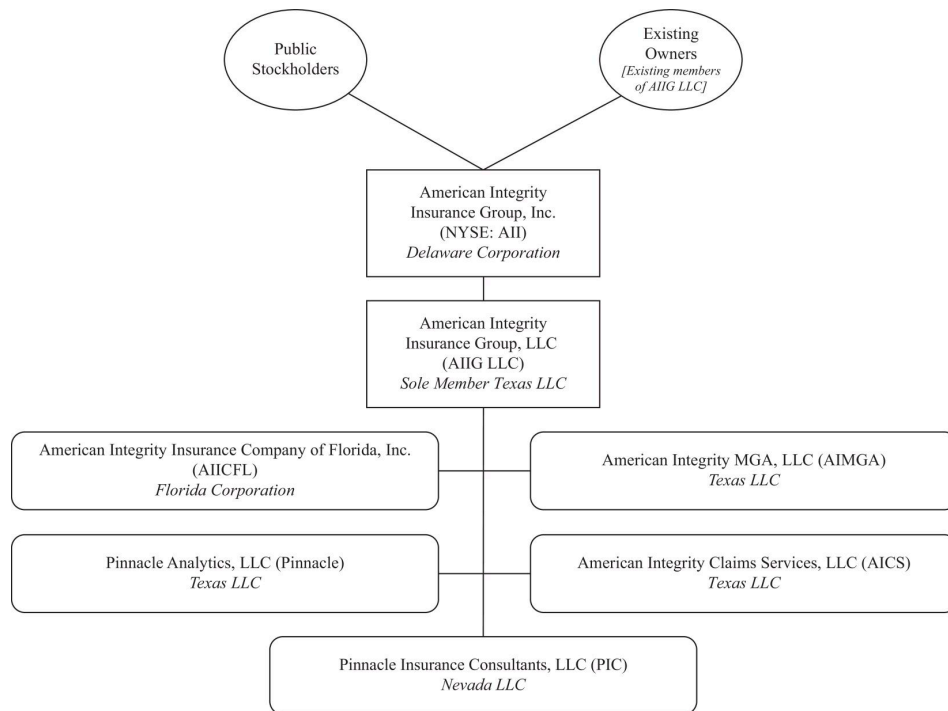 Public
Stockholders
Existing
Owners
[Existing members
of AIIG LLC]
American Integrity
Insurance Group, Inc.
(NYSE: AII)
Delaware Corporation
American Integrity
Insurance Group, LLC
(AIIG LLC)
Sole Member Texas LLC
American Integrity Insurance Company of Florida, Inc.
(AIICFL)
Florida Corporation
American Integrity MGA, LLC (AIMGA)
Texas LLC
Pinnacle Analytics, LLC (Pinnacle)
Texas LLC
American Integrity Claims Services, LLC (AICS)
Texas LLC
Pinnacle Insurance Consultants, LLC (PIC)
Nevada LLC